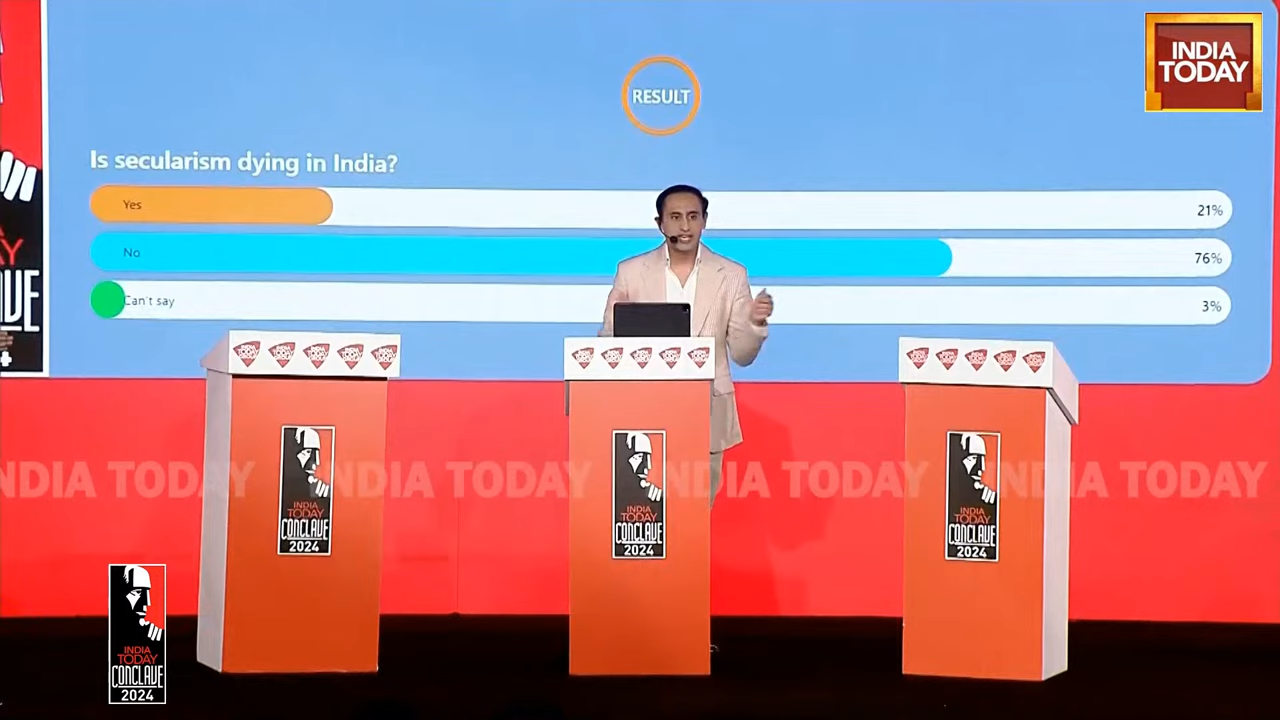 INDIA
TODAY
RESULT
Is secularism dying in India?
Yes
21%
No
76%
Can't say
3%
INDIA TODAY
INDIA TODAY
INDIA TODAY
INDIA TODAY
INDIA
TODAY
CONCLAVE
2024
INDIA
TODAY
CONCLAVE
2024
INDIA
TODAY
CONCLAVE
2024
INDIA
TODAY
CONCLAVE
2024